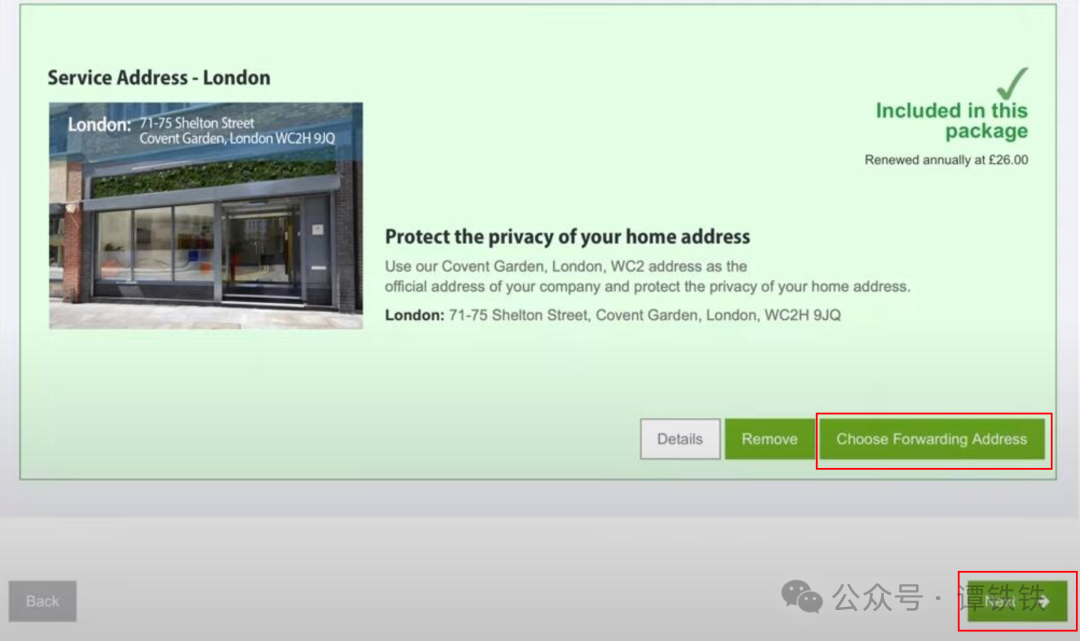 Service Address - London
London: 71-75 Shelton Street
Covent Garden, London WC2H 9JQ
Included in this
package
Renewed annually at £26.00
Protect the privacy of your home address
Use our Covent Garden, London, WC2 address as the
official address of your company and protect the privacy of your home address.
London: 71-75 Shelton Street, Covent Garden, London, WC2H 9JQ
Details
Remove
Choose Forwarding Address
Back
Next
公众号 · 谭铁铁